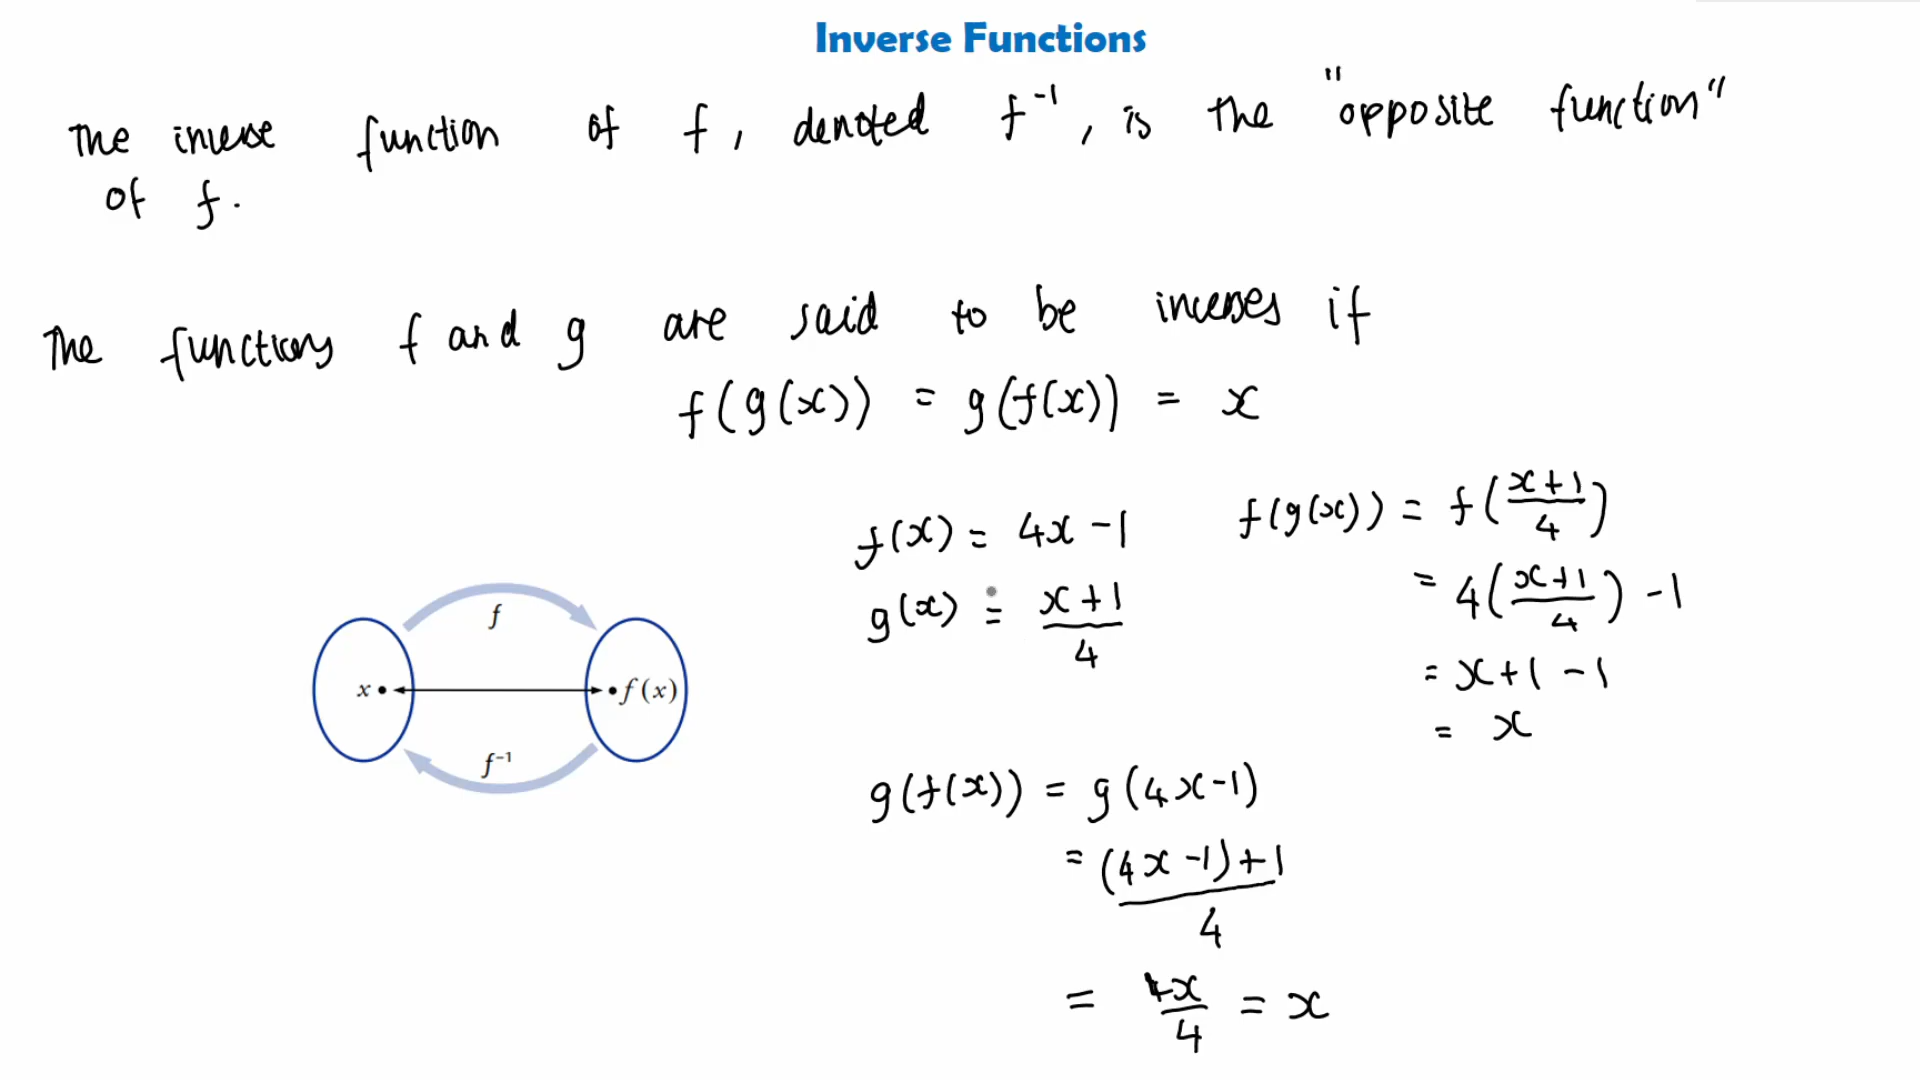 Inverse Functions
The inverse function of f, denoted f⁻¹, is the "opposite function"
of f.
The functions f and g are said to be inverses if
f(g(x)) = g(f(x)) = x
f(x) = 4x - 1
g(x) = (x+1)/4
f(g(x)) = f((x+1)/4)
= 4((x+1)/4) - 1
= x+1 - 1
= x
f
x • • f(x)
f⁻¹
g(f(x)) = g(4x-1)
= ((4x-1)+1)/4
= 4x/4 = x